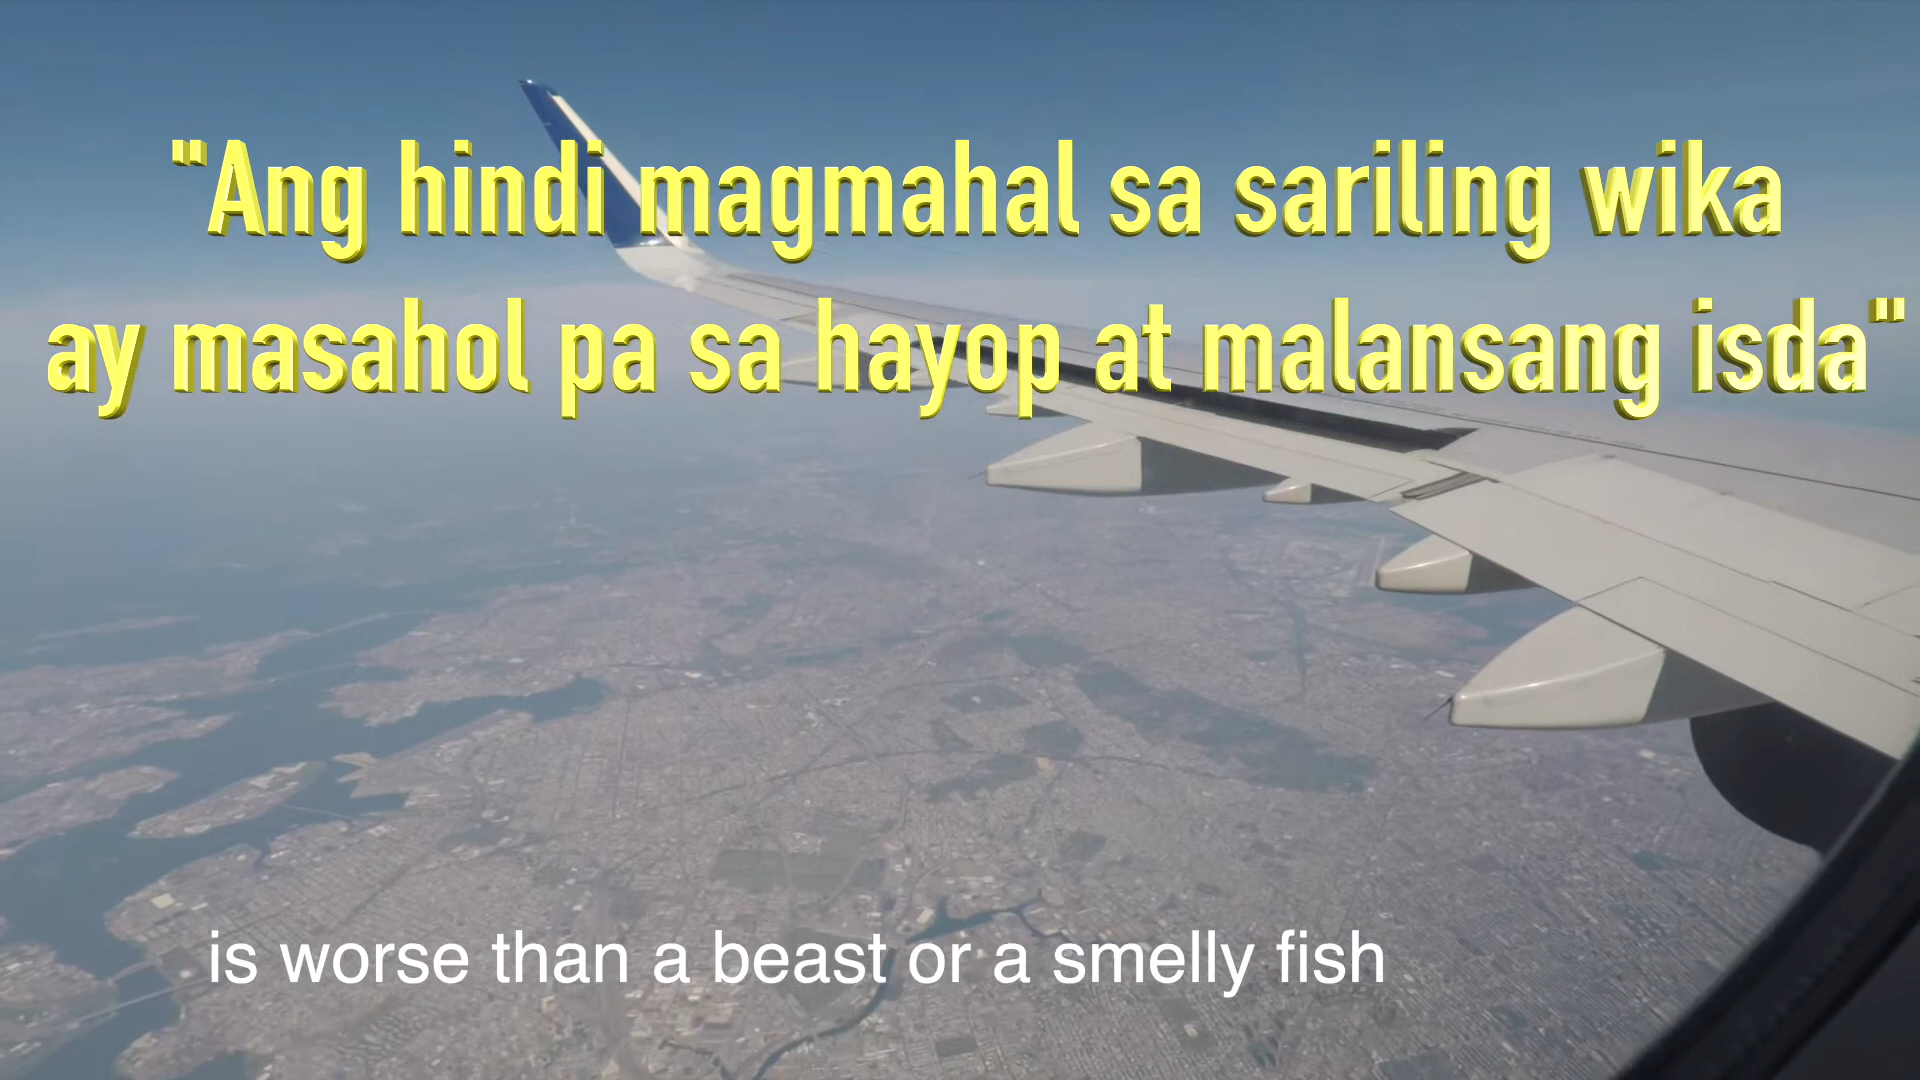 "Ang hindi magmahal sa sariling wika
ay masahol pa sa hayop at malansang isda"
is worse than a beast or a smelly fish